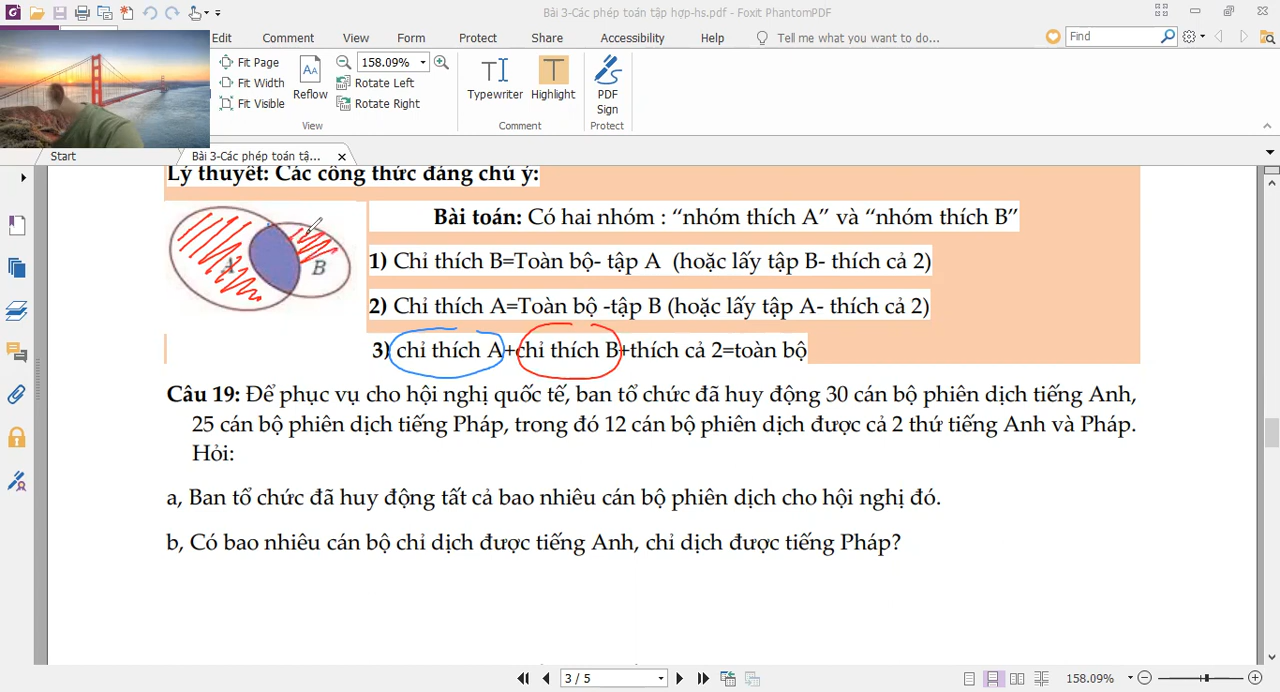 Bài 3-Các phép toán tập hợp-hs.pdf - Foxit PhantomPDF
Edit Comment View Form Protect Share Accessibility Help Tell me what you want to do... Find
Fit Page
Fit Width
Fit Visible
Reflow
158.09%
Rotate Left
Rotate Right
View
Typewriter
Highlight
Comment
PDF
Sign
Protect
Start
Bài 3-Các phép toán tậ...
Lý thuyết: Các công thức đáng chú ý:
A
B
Bài toán: Có hai nhóm : “nhóm thích A” và “nhóm thích B”
1) Chỉ thích B=Toàn bộ- tập A (hoặc lấy tập B- thích cả 2)
2) Chỉ thích A=Toàn bộ -tập B (hoặc lấy tập A- thích cả 2)
3) chỉ thích A+chỉ thích B+thích cả 2=toàn bộ
Câu 19: Để phục vụ cho hội nghị quốc tế, ban tổ chức đã huy động 30 cán bộ phiên dịch tiếng Anh,
25 cán bộ phiên dịch tiếng Pháp, trong đó 12 cán bộ phiên dịch được cả 2 thứ tiếng Anh và Pháp.
Hỏi:
a, Ban tổ chức đã huy động tất cả bao nhiêu cán bộ phiên dịch cho hội nghị đó.
b, Có bao nhiêu cán bộ chỉ dịch được tiếng Anh, chỉ dịch được tiếng Pháp?
3 / 5
158.09%